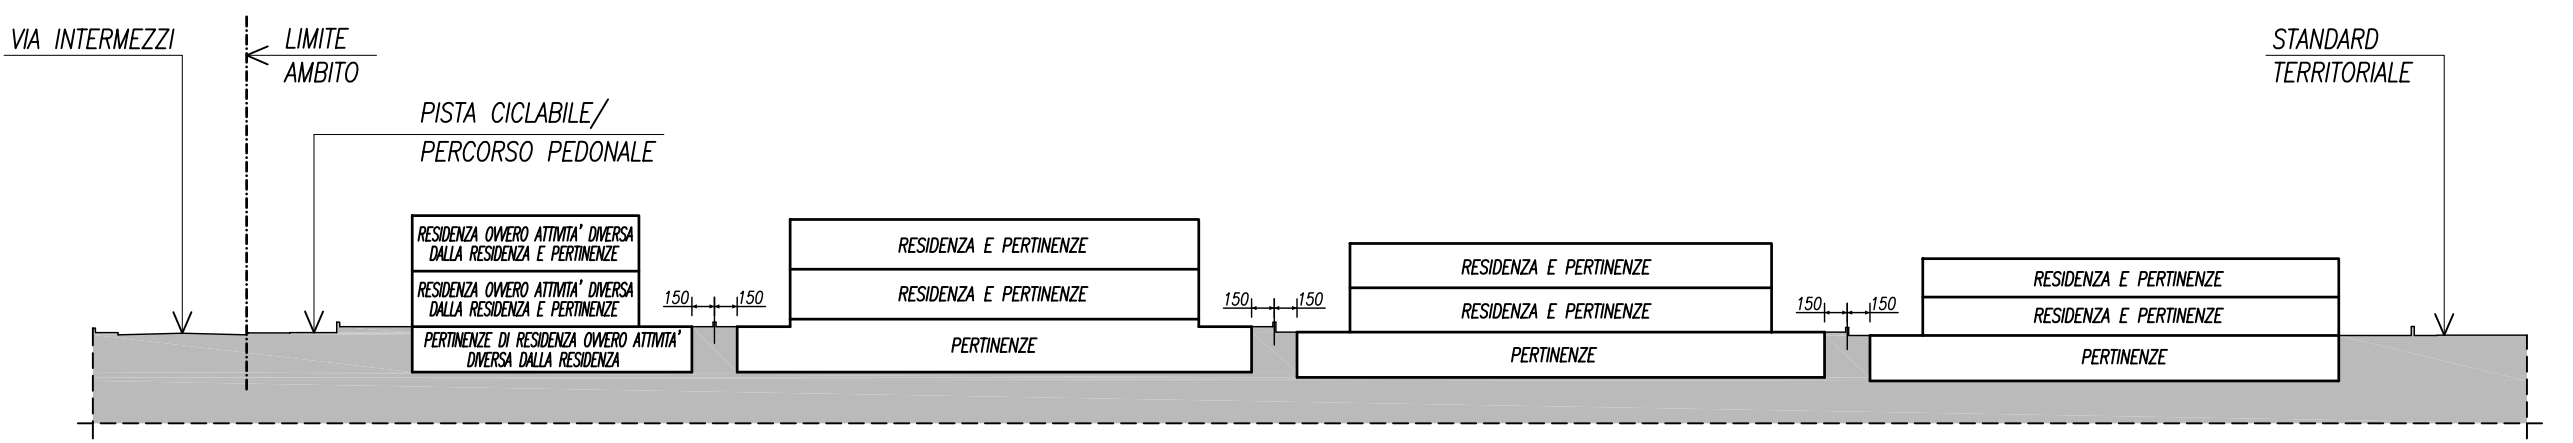 VIA INTERMEZZI
LIMITE
AMBITO
PISTA CICLABILE/
PERCORSO PEDONALE
STANDARD
TERRITORIALE
RESIDENZA OVVERO ATTIVITA' DIVERSA
DALLA RESIDENZA E PERTINENZE
RESIDENZA OVVERO ATTIVITA' DIVERSA
DALLA RESIDENZA E PERTINENZE
PERTINENZE DI RESIDENZA OVVERO ATTIVITA'
DIVERSA DALLA RESIDENZA
150 150
RESIDENZA E PERTINENZE
RESIDENZA E PERTINENZE
PERTINENZE
150 150
RESIDENZA E PERTINENZE
RESIDENZA E PERTINENZE
PERTINENZE
150 150
RESIDENZA E PERTINENZE
RESIDENZA E PERTINENZE
PERTINENZE